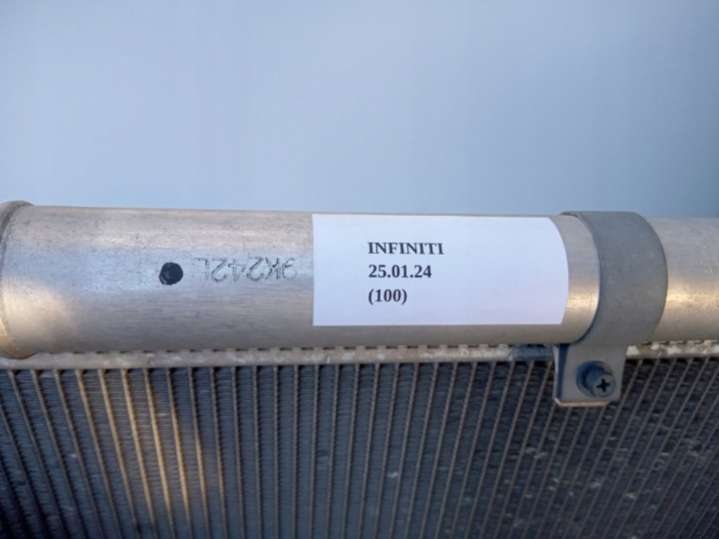 9K242L
INFINITI
25.01.24
(100)